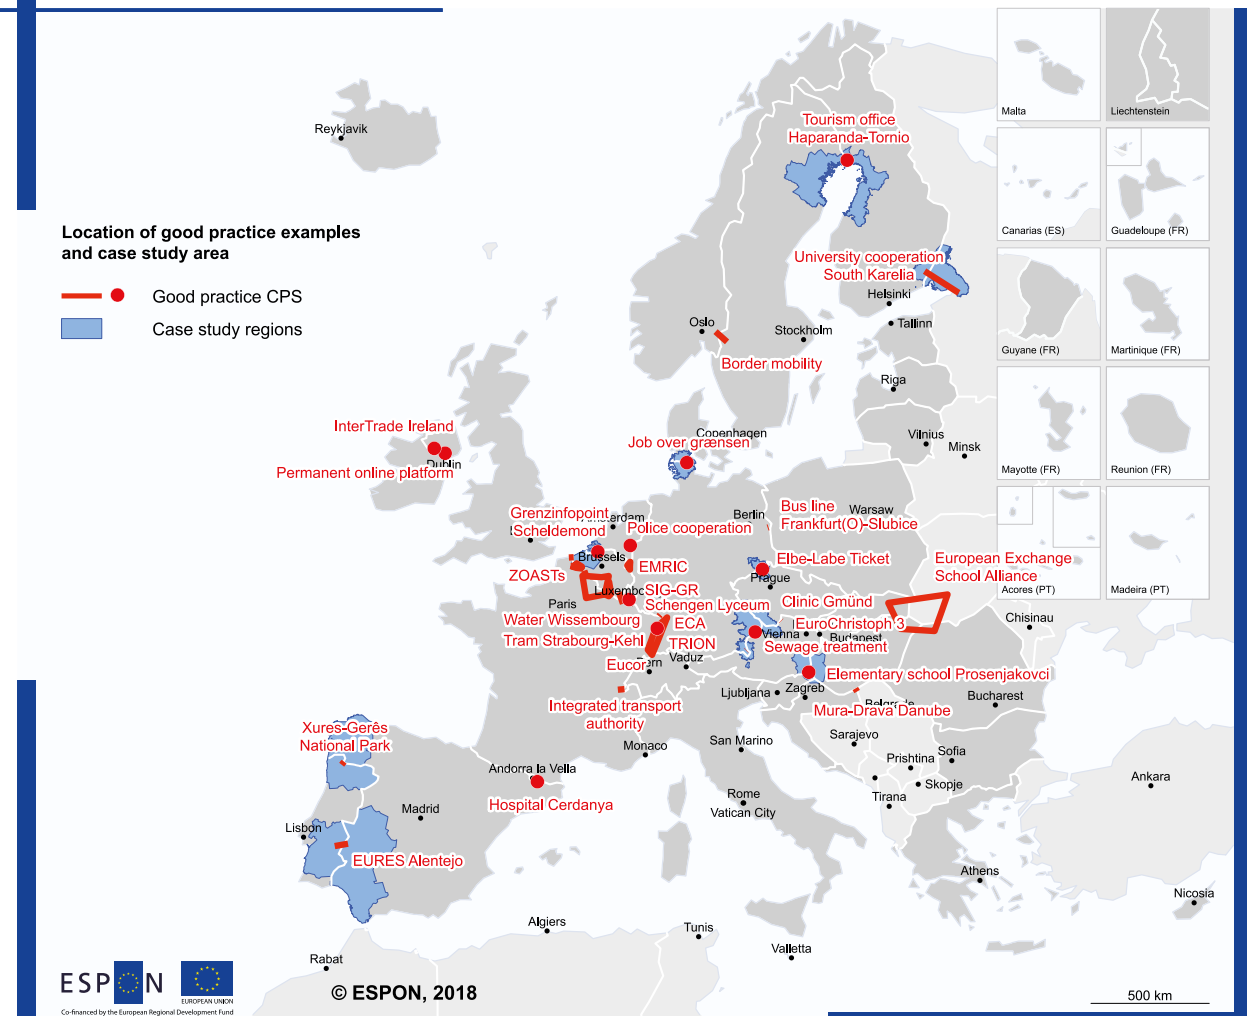 Location of good practice examples
and case study area
Good practice CPS
Case study regions
Reykjavik
Tourism office
Haparanda-Tornio
University cooperation
South Karelia
Helsinki
Tallinn
Oslo
Stockholm
Border mobility
Riga
Vilnius
Minsk
Copenhagen
Job over grænsen
InterTrade Ireland
Dublin
Permanent online platform
Grenzinfopoint
Scheldemond
Amsterdam
Police cooperation
Berlin
Bus line
Frankfurt(O)-Slubice
Warsaw
Brussels
ZOASTs
EMRIC
Elbe-Labe Ticket
Prague
European Exchange
School Alliance
Paris
SIG-GR
Schengen Lyceum
Clinic Gmünd
Chisinau
Water Wissembourg
ECA
EuroChristoph 3
Vienna
Budapest
Tram Strabourg-Kehl
TRION
Sewage treatment
Eucor
Bern
Vaduz
Elementary school Prosenjakovci
Ljubljana
Zagreb
Bucharest
Integrated transport
authority
Belgrade
Mura-Drava Danube
Xures-Gerês
National Park
Monaco
San Marino
Sarajevo
Prishtina
Sofia
Andorra la Vella
Skopje
Tirana
Ankara
Hospital Cerdanya
Madrid
Rome
Vatican City
Lisbon
EURES Alentejo
Athens
Nicosia
Algiers
Tunis
Valletta
Rabat
Malta
Liechtenstein
Canarias (ES)
Guadeloupe (FR)
Guyane (FR)
Martinique (FR)
Mayotte (FR)
Reunion (FR)
Acores (PT)
Madeira (PT)
ESPON
EUROPEAN UNION
Co-financed by the European Regional Development Fund
© ESPON, 2018
500 km